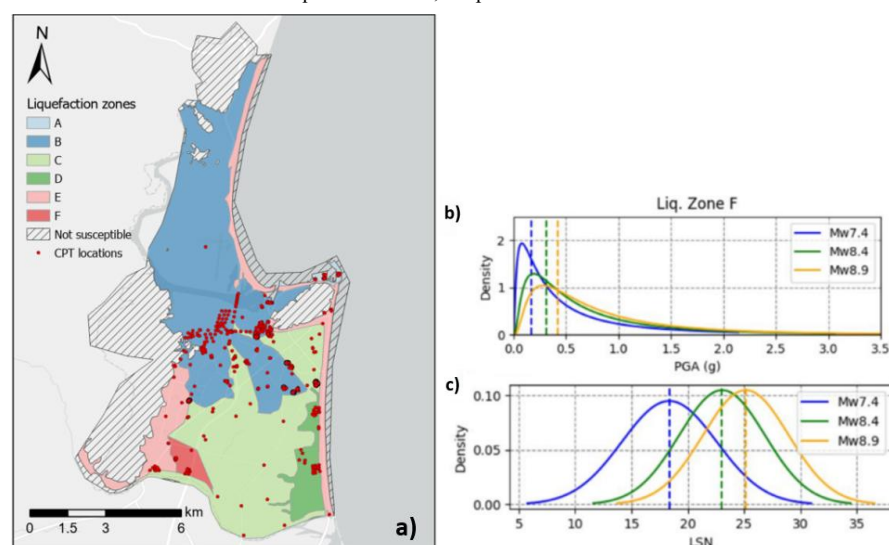 N
Liquefaction zones
A
B
C
D
E
F
Not susceptible
CPT locations
0 1.5 3 6 km
a)
b)
Liq. Zone F
Density
2
1
0
Mw7.4
Mw8.4
Mw8.9
0.0 0.5 1.0 1.5 2.0 2.5 3.0 3.5
PGA (g)
c)
Density
0.10
0.05
0.00
Mw7.4
Mw8.4
Mw8.9
5 10 15 20 25 30 35
LSN